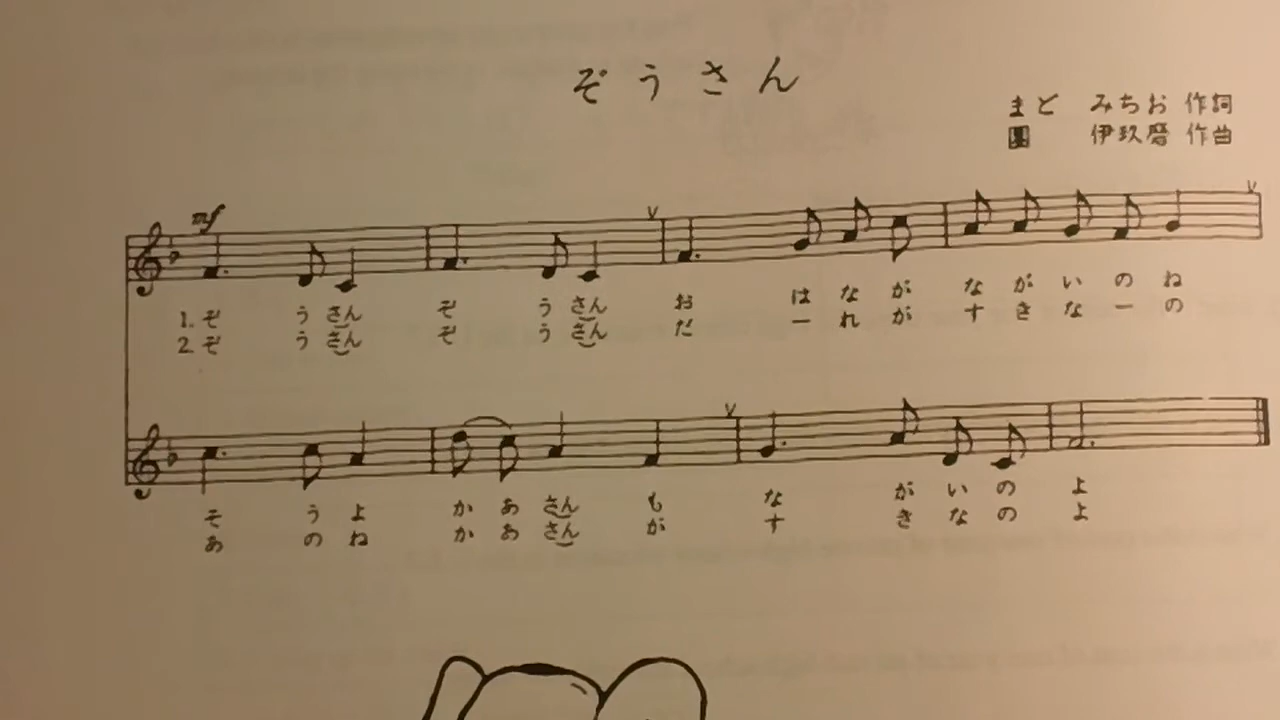 ぞうさん
まど みちお 作詞
團 伊玖磨 作曲
mf
1. ぞ う さん ぞ う さん お は な が な が い の ね
2. ぞ う さん ぞ う さん だ ー れ が す き な ー の
そ う よ か あ さん も な が い の よ
あ の ね か あ さん が す き な の よ